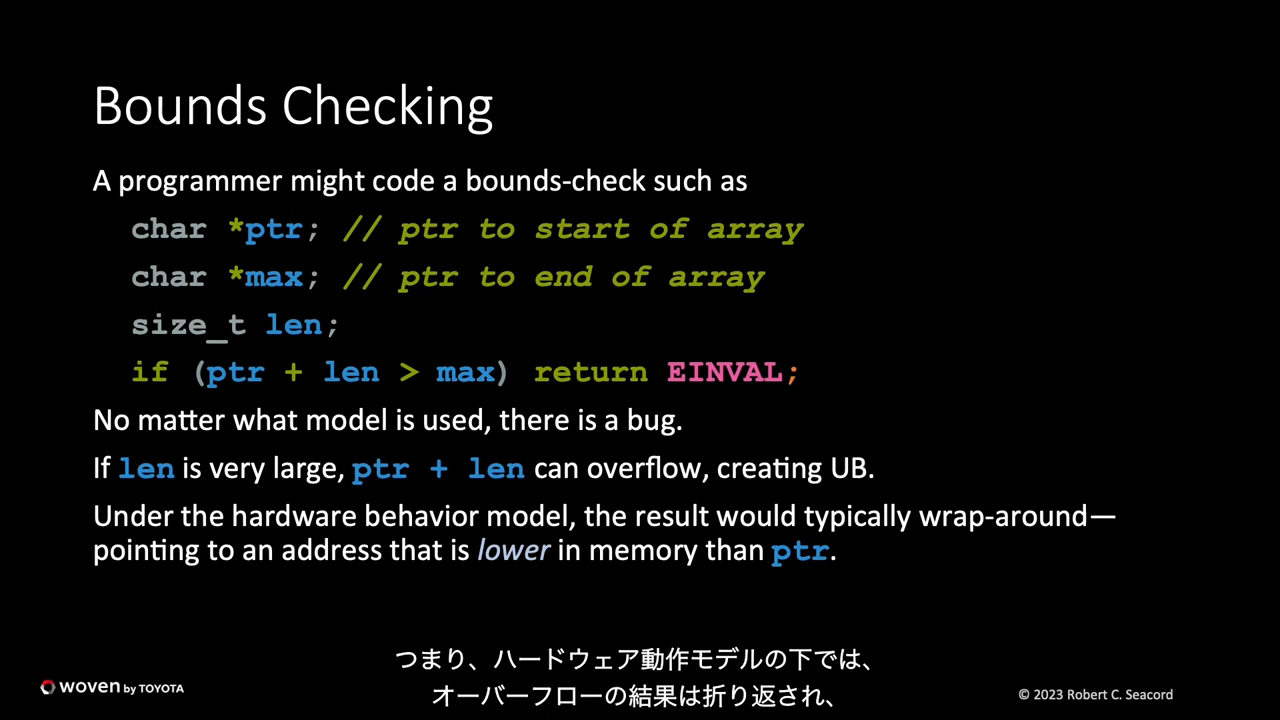 Bounds Checking
A programmer might code a bounds-check such as
char *ptr; // ptr to start of array
char *max; // ptr to end of array
size_t len;
if (ptr + len > max) return EINVAL;
No matter what model is used, there is a bug.
If len is very large, ptr + len can overflow, creating UB.
Under the hardware behavior model, the result would typically wrap-around—
pointing to an address that is lower in memory than ptr.
つまり、ハードウェア動作モデルの下では、
オーバーフローの結果は折り返され、
woven by TOYOTA
© 2023 Robert C. Seacord